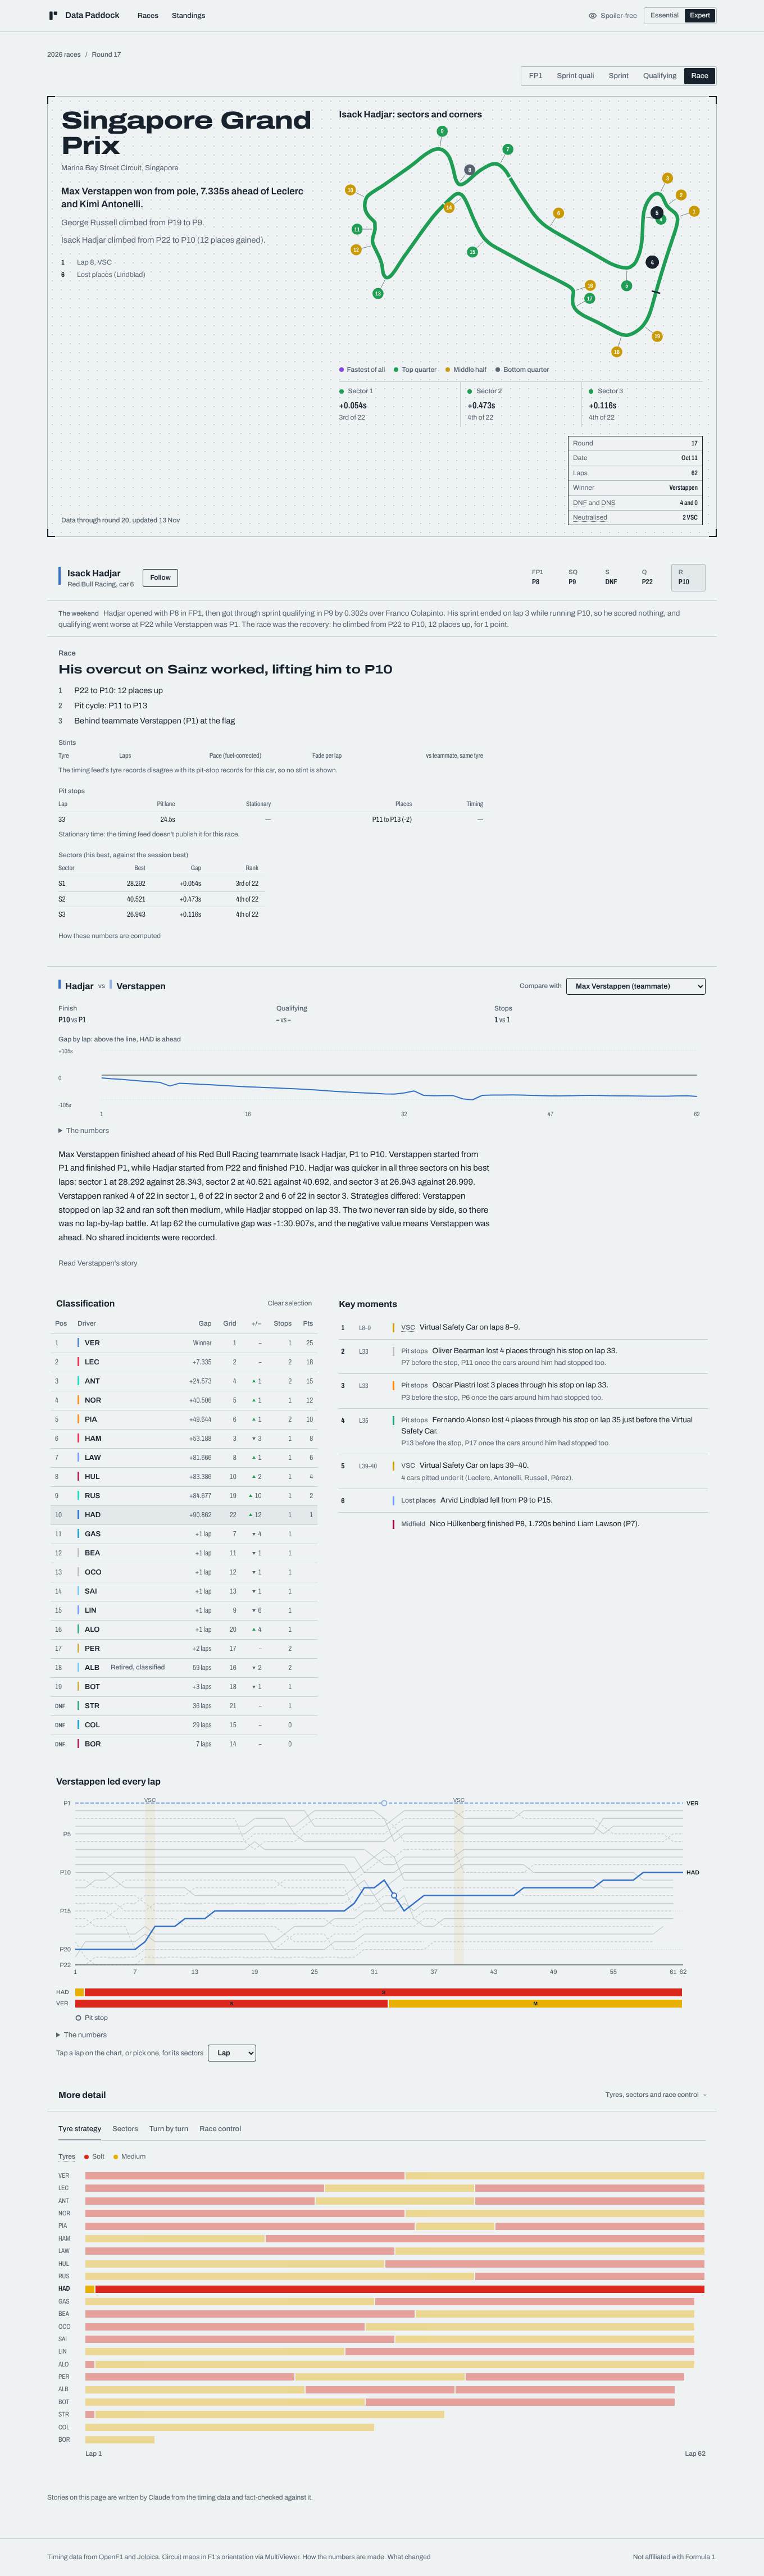 Data Paddock
Races
Standings
Spoiler-free
Essential
Expert
2026 races / Round 17
FP1
Sprint quali
Sprint
Qualifying
Race
Singapore Grand
Prix
Marina Bay Street Circuit, Singapore
Max Verstappen won from pole, 7.335s ahead of Leclerc
and Kimi Antonelli.
George Russell climbed from P19 to P9.
Isack Hadjar climbed from P22 to P10 (12 places gained).
1 Lap 8, VSC
6 Lost places (Lindblad)
Data through round 20, updated 13 Nov
Isack Hadjar: sectors and corners
Fastest of all
Top quarter
Middle half
Bottom quarter
Sector 1
+0.054s
3rd of 22
Sector 2
+0.473s
4th of 22
Sector 3
+0.116s
4th of 22
Round 17
Date Oct 11
Laps 62
Winner Verstappen
DNF and DNS 4 and 0
Neutralised 2 VSC
Isack Hadjar
Red Bull Racing, car 6
Follow
FP1 P8
SQ P9
S DNF
Q P22
R P10
The weekend Hadjar opened with P8 in FP1, then got through sprint qualifying in P9 by 0.302s over Franco Colapinto. His sprint ended on lap 3 while running P10, so he scored nothing, and
qualifying went worse at P22 while Verstappen was P1. The race was the recovery: he climbed from P22 to P10, 12 places up, for 1 point.
Race
His overcut on Sainz worked, lifting him to P10
1 P22 to P10: 12 places up
2 Pit cycle: P11 to P13
3 Behind teammate Verstappen (P1) at the flag
Stints
Tyre Laps Pace (fuel-corrected) Fade per lap vs teammate, same tyre
The timing feed's tyre records disagree with its pit-stop records for this car, so no stint is shown.
Pit stops
Lap Pit lane Stationary Places Timing
33 24.5s — P11 to P13 (-2) —
Stationary time: the timing feed doesn't publish it for this race.
Sectors (his best, against the session best)
Sector Best Gap Rank
S1 28.292 +0.054s 3rd of 22
S2 40.521 +0.473s 4th of 22
S3 26.943 +0.116s 4th of 22
How these numbers are computed
Hadjar vs Verstappen
Compare with Max Verstappen (teammate)
Finish
P10 vs P1
Qualifying
– vs –
Stops
1 vs 1
Gap by lap: above the line, HAD is ahead
+105s
0
-105s
1 18 32 47 62
The numbers
Max Verstappen finished ahead of his Red Bull Racing teammate Isack Hadjar, P1 to P10. Verstappen started from
P1 and finished P1, while Hadjar started from P22 and finished P10. Hadjar was quicker in all three sectors on his best
laps: sector 1 at 28.292 against 28.343, sector 2 at 40.521 against 40.692, and sector 3 at 26.943 against 26.999.
Verstappen ranked 4 of 22 in sector 1, 6 of 22 in sector 2 and 6 of 22 in sector 3. Strategies differed: Verstappen
stopped on lap 32 and ran soft then medium, while Hadjar stopped on lap 33. The two never ran side by side, so there
was no lap-by-lap battle. At lap 62 the cumulative gap was -1:30.907s, and the negative value means Verstappen was
ahead. No shared incidents were recorded.
Read Verstappen's story
Classification
Clear selection
Pos Driver Gap Grid +/− Stops Pts
1 VER Winner 1 – 1 25
2 LEC +7.335 2 – 2 18
3 ANT +24.573 4 ▲ 1 2 15
4 NOR +40.506 5 ▲ 1 1 12
5 PIA +49.644 6 ▲ 1 2 10
6 HAM +53.188 3 ▼ 3 1 8
7 LAW +81.666 8 ▲ 1 1 6
8 HUL +83.386 10 ▲ 2 1 4
9 RUS +84.677 19 ▲ 10 1 2
10 HAD +90.862 22 ▲ 12 1 1
11 GAS +1 lap 7 ▼ 4 1
12 BEA +1 lap 11 ▼ 1 1
13 OCO +1 lap 12 ▼ 1 1
14 SAI +1 lap 13 ▼ 1 1
15 LIN +1 lap 9 ▼ 6 1
16 ALO +1 lap 20 ▲ 4 1
17 PER +2 laps 17 – 2
18 ALB Retired, classified 59 laps 16 ▼ 2 2
19 BOT +3 laps 18 ▼ 1 1
DNF STR 36 laps 21 – 1
DNF COL 29 laps 15 – 0
DNF BOR 7 laps 14 – 0
Key moments
1 L8-8 VSC Virtual Safety Car on laps 8–9.
2 L33 Pit stops Oliver Bearman lost 4 places through his stop on lap 33.
P7 before the stop, P11 once the cars around him had stopped too.
3 L33 Pit stops Oscar Piastri lost 3 places through his stop on lap 33.
P3 before the stop, P6 once the cars around him had stopped too.
4 L35 Pit stops Fernando Alonso lost 4 places through his stop on lap 35 just before the Virtual
Safety Car.
P13 before the stop, P17 once the cars around him had stopped too.
5 L39-40 VSC Virtual Safety Car on laps 39–40.
4 cars pitted under it (Leclerc, Antonelli, Russell, Pérez).
6 Lost places Arvid Lindblad fell from P9 to P15.
Midfield Nico Hülkenberg finished P8, 1.720s behind Liam Lawson (P7).
Verstappen led every lap
VSC
VSC
P1
P5
P10
P15
P20
P22
VER
HAD
1 7 13 19 25 31 37 43 49 55 61 62
HAD S
VER S M
Pit stop
The numbers
Tap a lap on the chart, or pick one, for its sectors Lap
More detail
Tyres, sectors and race control
Tyre strategy
Sectors
Turn by turn
Race control
Tyres Soft Medium
VER
LEC
ANT
NOR
PIA
HAM
LAW
HUL
RUS
HAD
GAS
BEA
OCO
SAI
LIN
ALO
PER
ALB
BOT
STR
COL
BOR
Lap 1
Lap 62
Stories on this page are written by Claude from the timing data and fact-checked against it.
Timing data from OpenF1 and Jolpica. Circuit maps in F1's orientation via MultiViewer. How the numbers are made. What changed
Not affiliated with Formula 1.